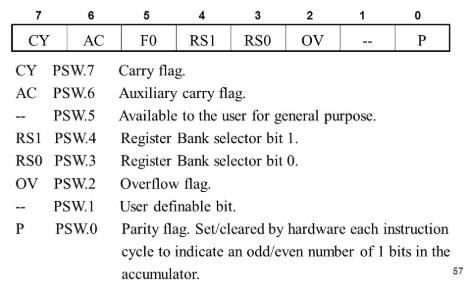 7 6 5 4 3 2 1 0
CY AC F0 RS1 RS0 OV -- P
CY PSW.7 Carry flag.
AC PSW.6 Auxiliary carry flag.
-- PSW.5 Available to the user for general purpose.
RS1 PSW.4 Register Bank selector bit 1.
RS0 PSW.3 Register Bank selector bit 0.
OV PSW.2 Overflow flag.
-- PSW.1 User definable bit.
P PSW.0 Parity flag. Set/cleared by hardware each instruction
cycle to indicate an odd/even number of 1 bits in the
accumulator.
57